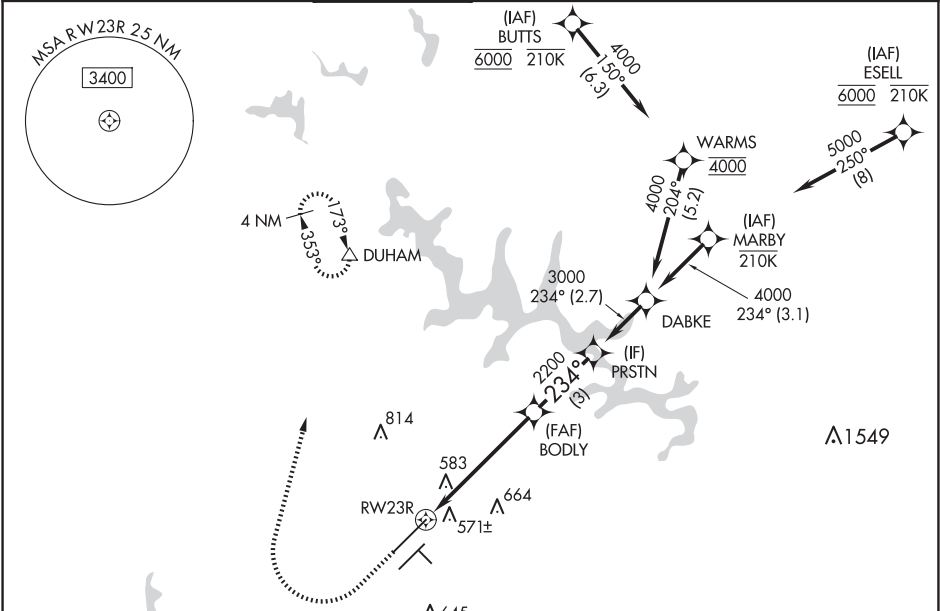 MSA RW23R 25 NM
3400
(IAF)
BUTTS
6000 210K
4000
150°
(6.3)
(IAF)
ESELL
6000 210K
5000
250°
(8)
WARMS
4000
4000
204°
(5.2)
(IAF)
MARBY
210K
4 NM
173°
353°
DUHAM
3000
234° (2.7)
4000
234° (3.1)
DABKE
(IF)
PRSTN
2200
234°
(3)
(FAF)
BODLY
814
1549
583
664
RW23R
571±